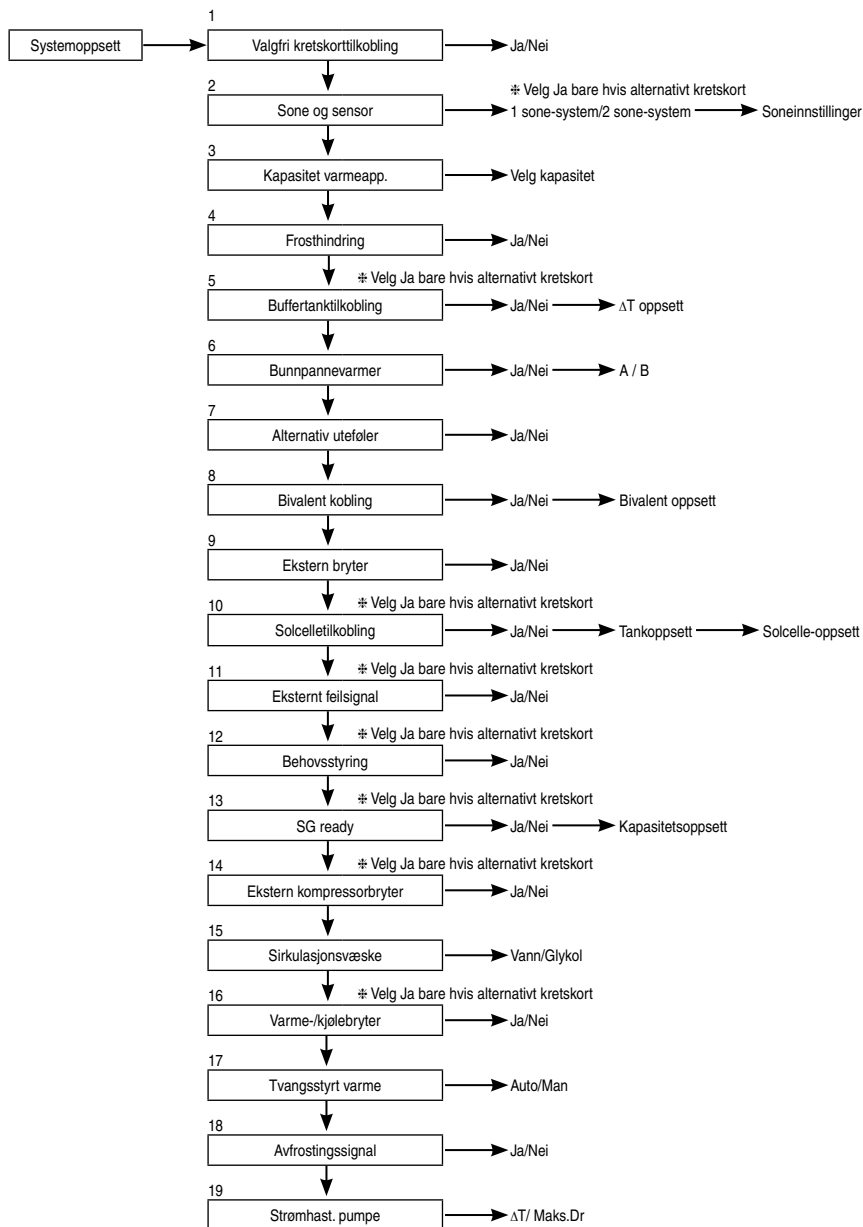 1
Systemoppsett
Valgfri kretskorttilkobling
Ja/Nei
2
⁜ Velg Ja bare hvis alternativt kretskort
Sone og sensor
1 sone-system/2 sone-system
Soneinnstillinger
3
Kapasitet varmeapp.
Velg kapasitet
4
Frosthindring
Ja/Nei
5
⁜ Velg Ja bare hvis alternativt kretskort
Buffertanktilkobling
Ja/Nei
∆T oppsett
6
Bunnpannevarmer
Ja/Nei
A / B
7
Alternativ uteføler
Ja/Nei
8
Bivalent kobling
Ja/Nei
Bivalent oppsett
9
Ekstern bryter
Ja/Nei
10
⁜ Velg Ja bare hvis alternativt kretskort
Solcelletilkobling
Ja/Nei
Tankoppsett
Solcelle-oppsett
11
⁜ Velg Ja bare hvis alternativt kretskort
Eksternt feilsignal
Ja/Nei
12
⁜ Velg Ja bare hvis alternativt kretskort
Behovsstyring
Ja/Nei
13
⁜ Velg Ja bare hvis alternativt kretskort
SG ready
Ja/Nei
Kapasitetsoppsett
14
⁜ Velg Ja bare hvis alternativt kretskort
Ekstern kompressorbryter
Ja/Nei
15
Sirkulasjonsvæske
Vann/Glykol
16
⁜ Velg Ja bare hvis alternativt kretskort
Varme-/kjølebryter
Ja/Nei
17
Tvangsstyrt varme
Auto/Man
18
Avfrostingssignal
Ja/Nei
19
Strømhast. pumpe
∆T/ Maks.Dr